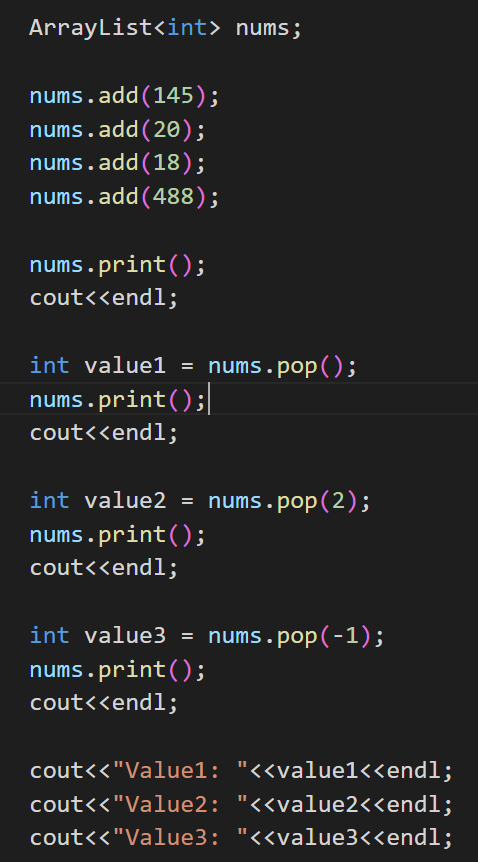 ArrayList<int> nums;
nums.add(145);
nums.add(20);
nums.add(18);
nums.add(488);
nums.print();
cout<<endl;
int value1 = nums.pop();
nums.print();
cout<<endl;
int value2 = nums.pop(2);
nums.print();
cout<<endl;
int value3 = nums.pop(-1);
nums.print();
cout<<endl;
cout<<"Value1: "<<value1<<endl;
cout<<"Value2: "<<value2<<endl;
cout<<"Value3: "<<value3<<endl;